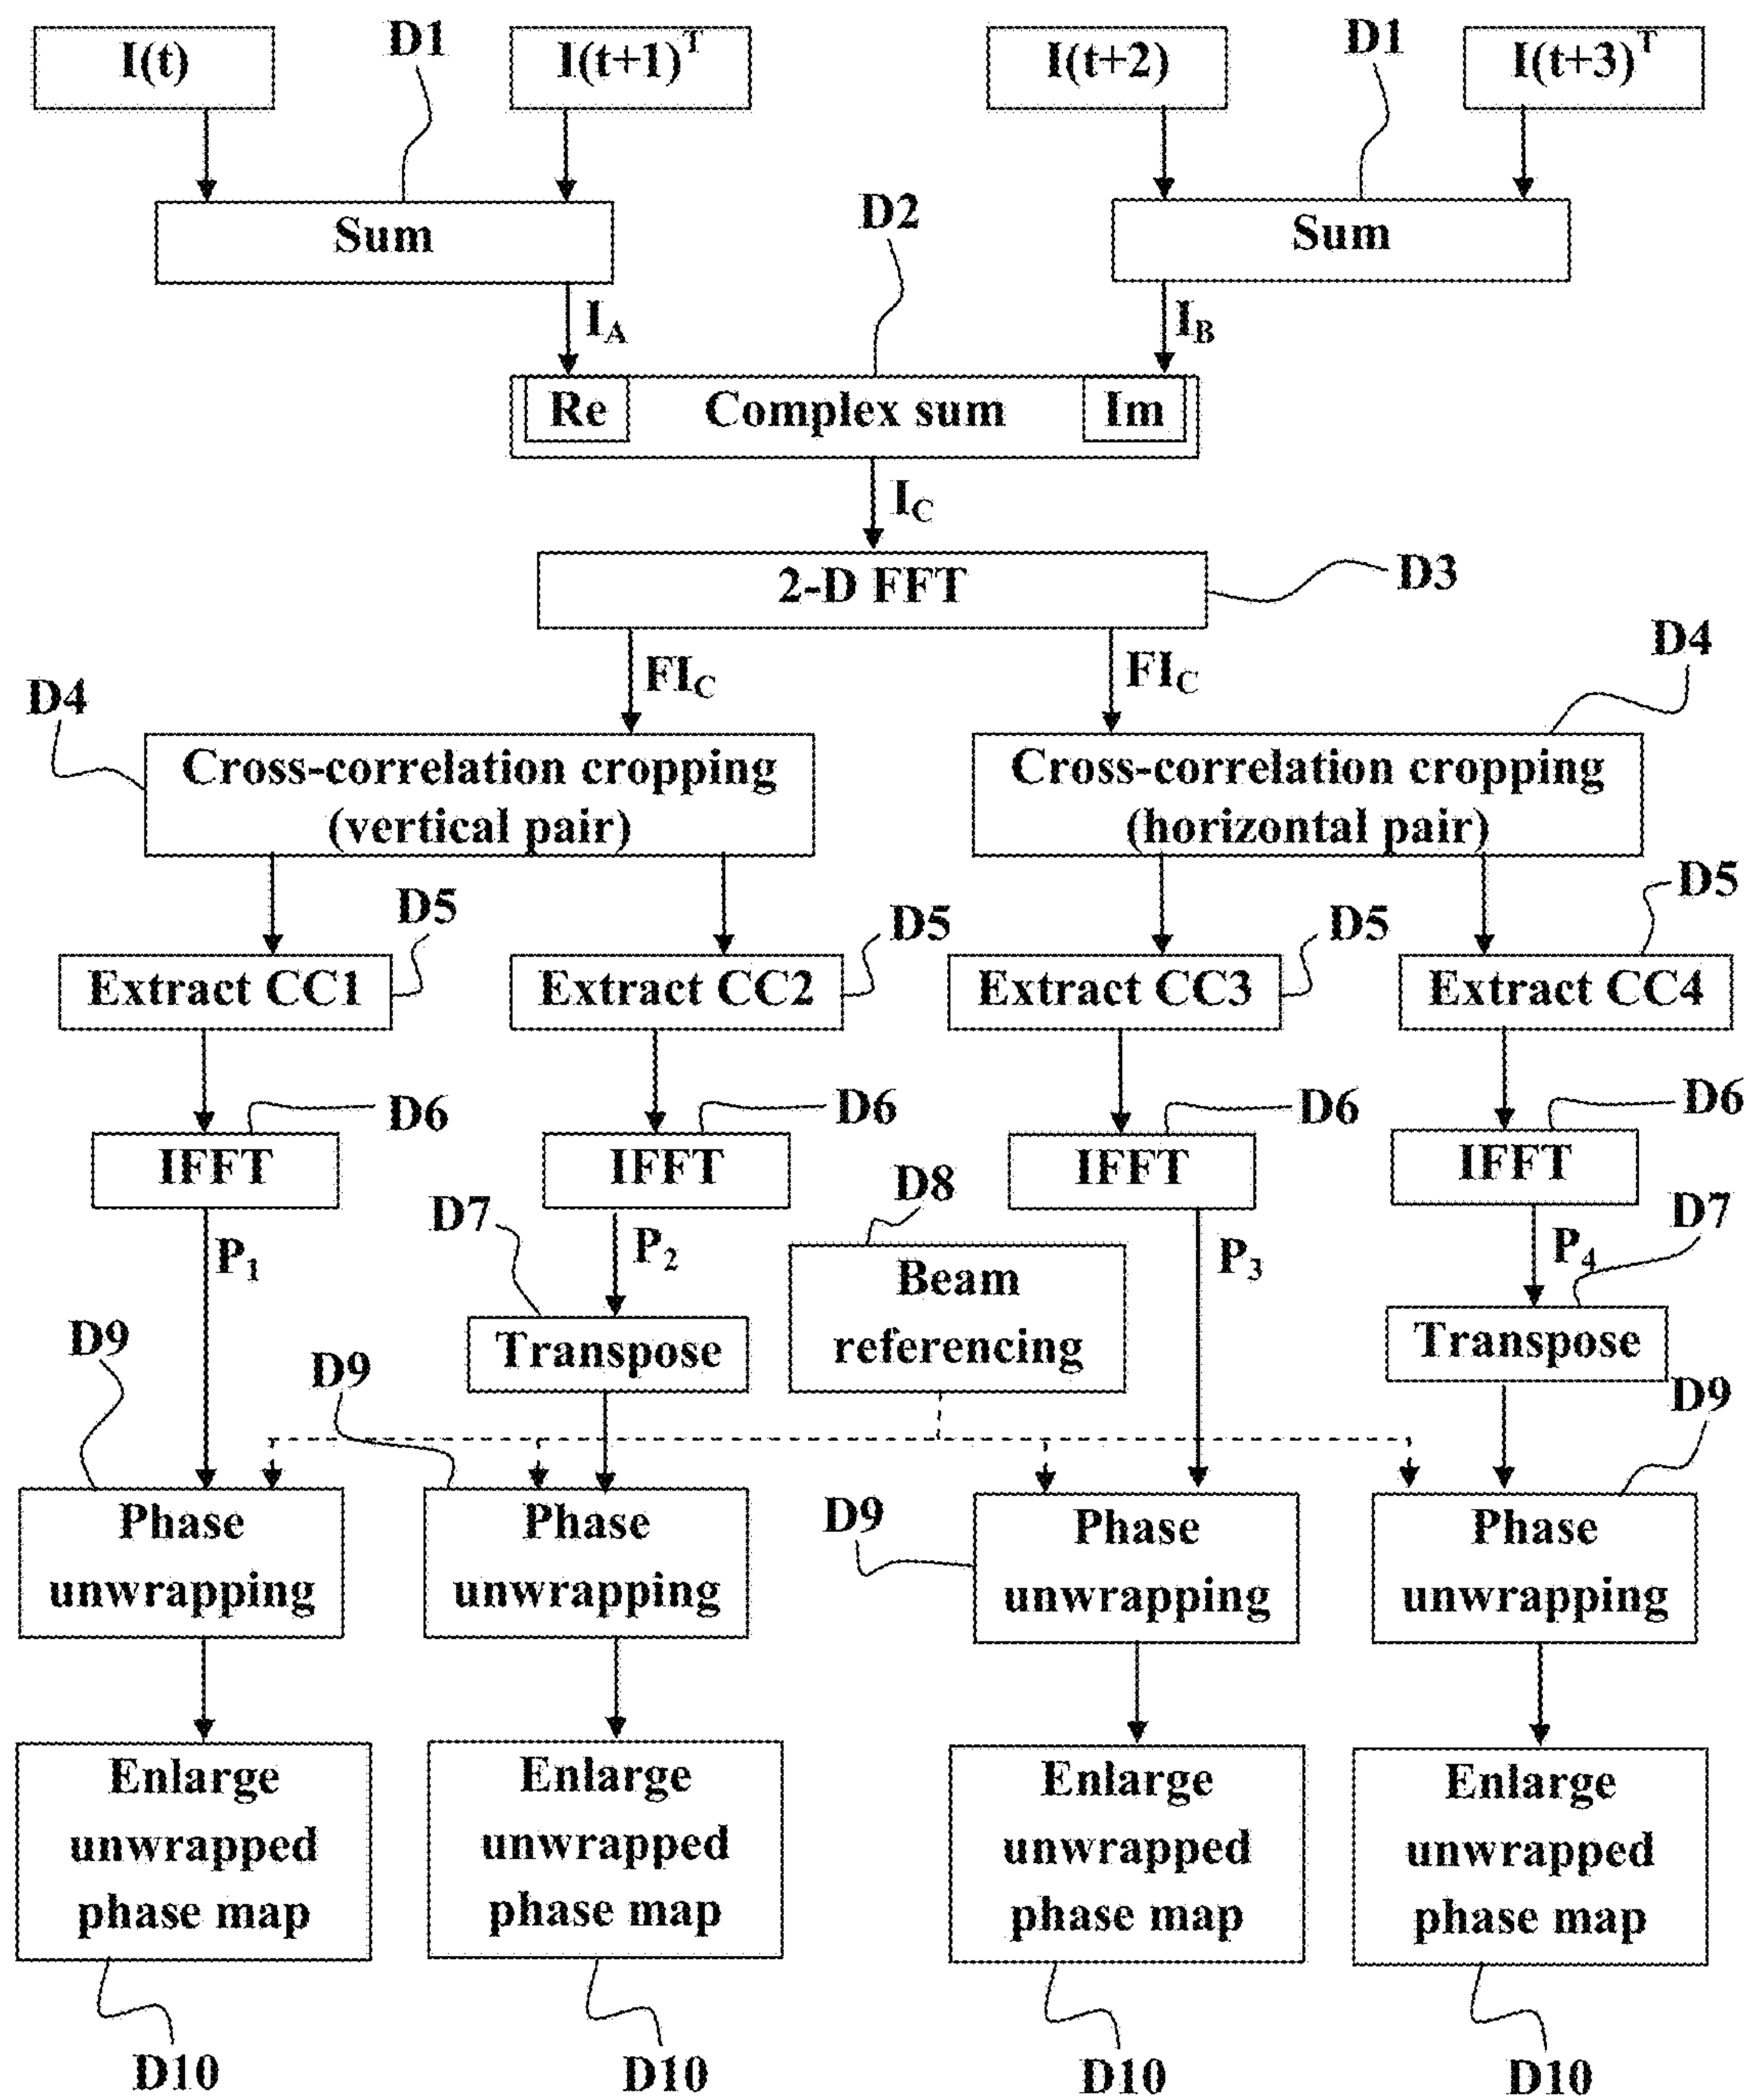 D1
D1
I(t)
I(t+1)^T
I(t+2)
I(t+3)^T
Sum
D2
Sum
I_A
I_B
Re
Complex sum
Im
I_C
2-D FFT
D3
FI_C
FI_C
D4
D4
Cross-correlation cropping
(vertical pair)
Cross-correlation cropping
(horizontal pair)
D5
D5
D5
D5
Extract CC1
Extract CC2
Extract CC3
Extract CC4
D6
D6
D6
D6
IFFT
IFFT
IFFT
IFFT
D8
D7
D7
P_1
P_2
P_3
P_4
Beam
referencing
Transpose
Transpose
D9
D9
D9
D9
Phase
unwrapping
Phase
unwrapping
Phase
unwrapping
Phase
unwrapping
Enlarge
unwrapped
phase map
Enlarge
unwrapped
phase map
Enlarge
unwrapped
phase map
Enlarge
unwrapped
phase map
D10
D10
D10
D10